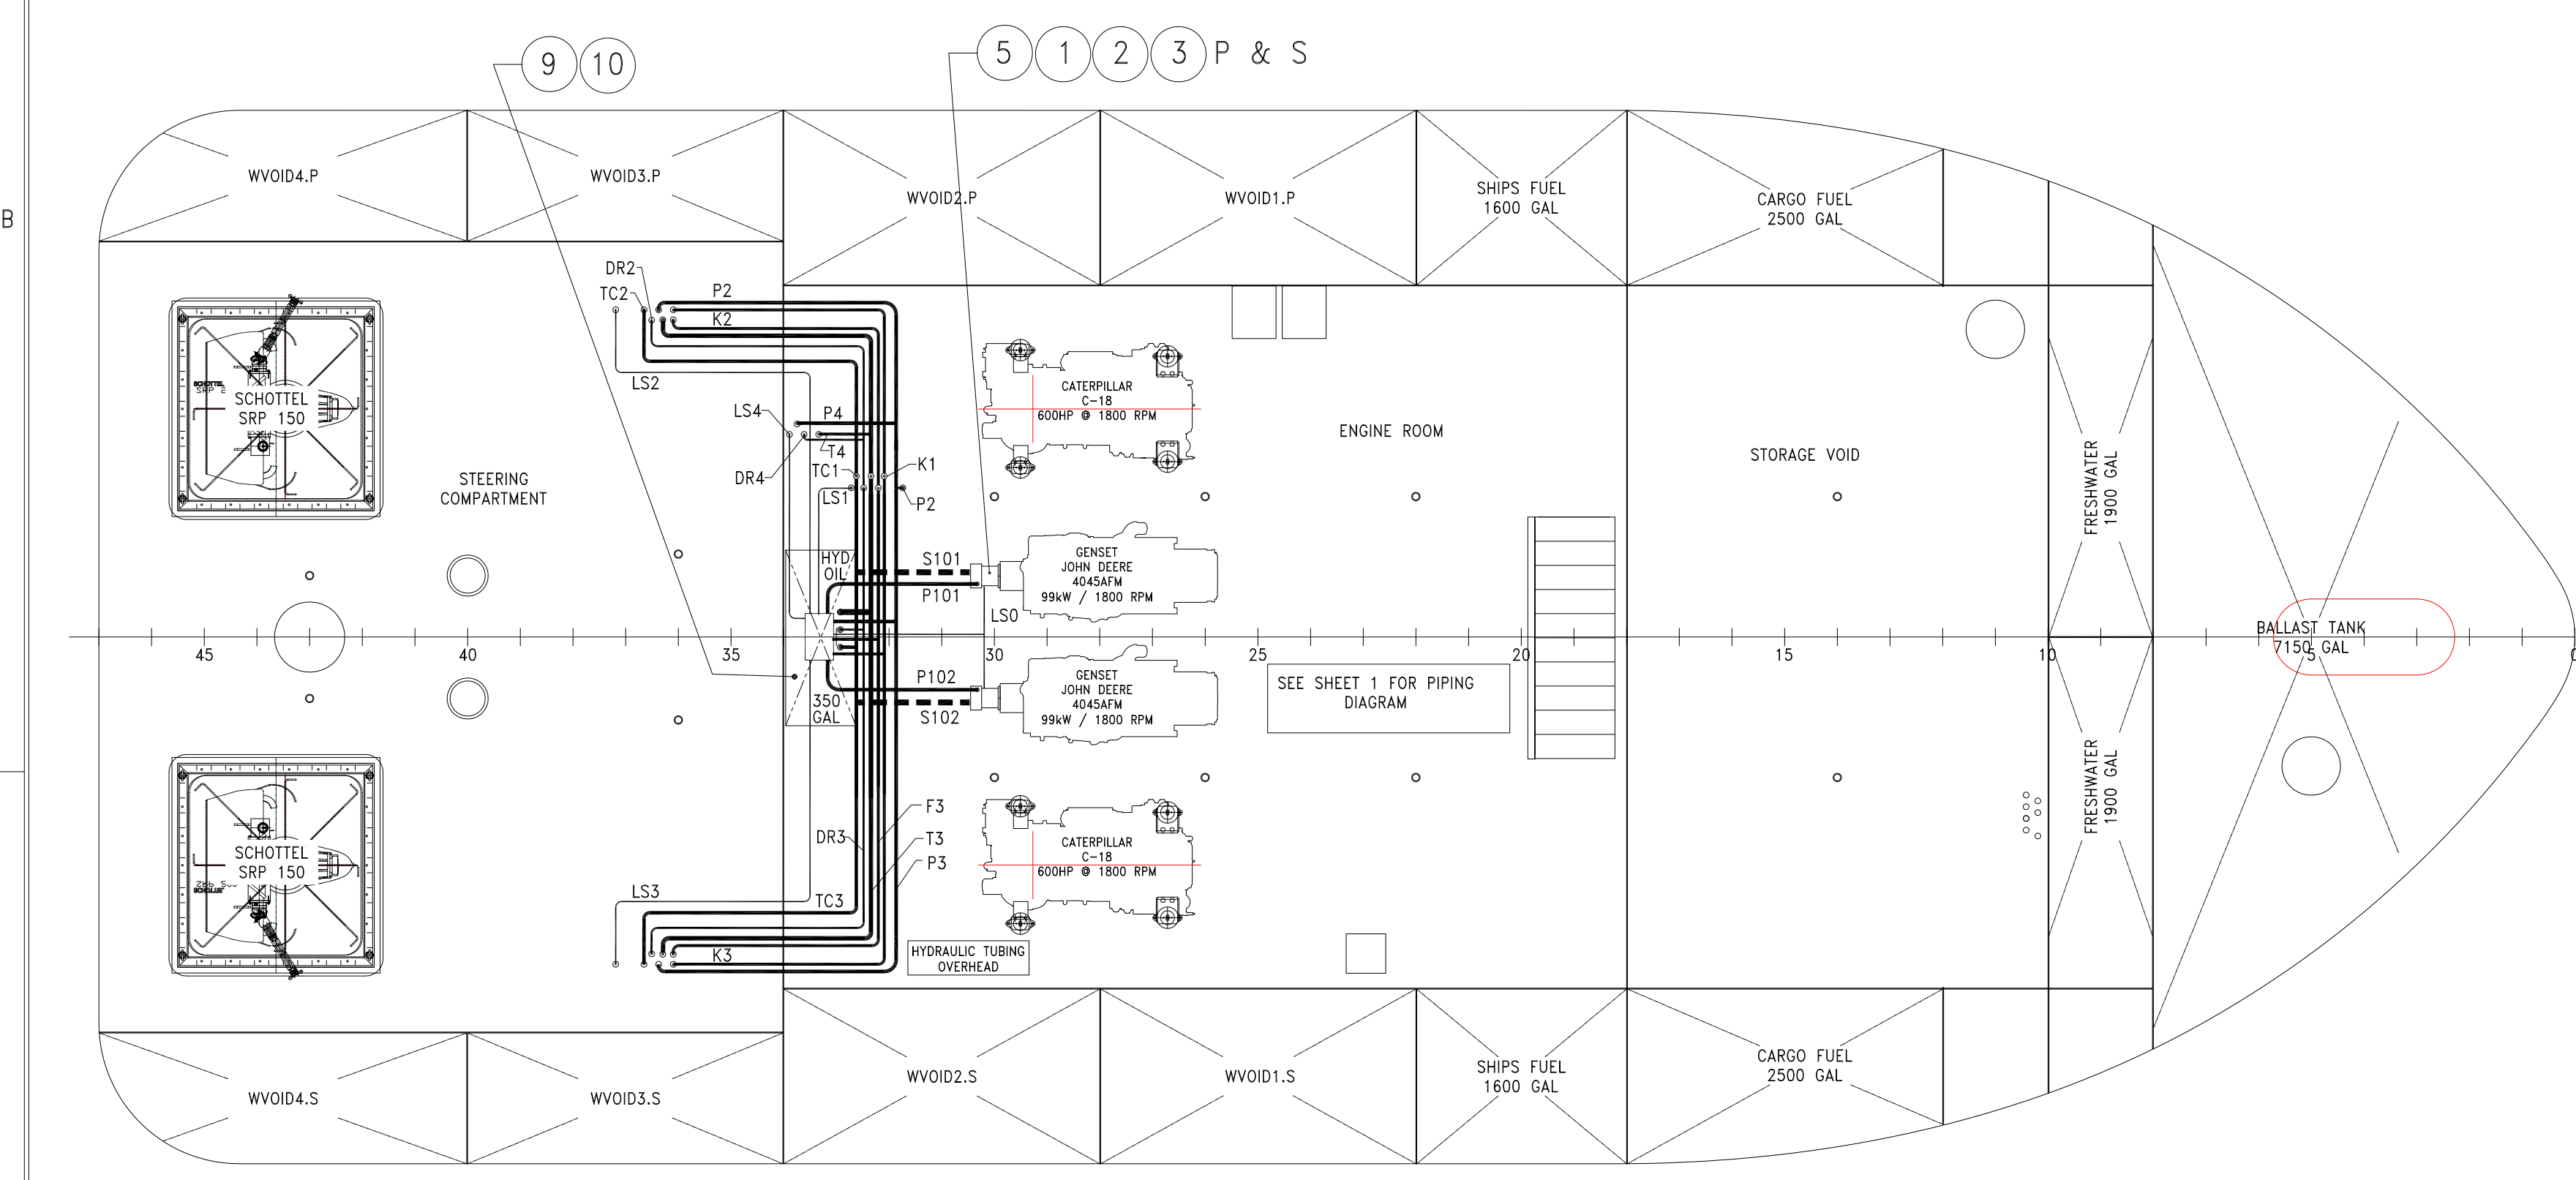 9 10
5 1 2 3 P & S
B
WVOID4.P
WVOID3.P
WVOID2.P
WVOID1.P
SHIPS FUEL
1600 GAL
CARGO FUEL
2500 GAL
DR2
TC2
P2
K2
LS2
LS4
P4
T4
DR4
TC1
K1
LS1
P2
SCHOTTEL
SRP 150
STEERING
COMPARTMENT
CATERPILLAR
C-18
600HP @ 1800 RPM
ENGINE ROOM
STORAGE VOID
FRESHWATER
1900 GAL
HYD
OIL
S101
P101
LS0
GENSET
JOHN DEERE
4045AFM
99kW / 1800 RPM
BALLAST TANK
7150 GAL
45
40
35
30
25
20
15
10
5
0
350
GAL
P102
S102
GENSET
JOHN DEERE
4045AFM
99kW / 1800 RPM
SEE SHEET 1 FOR PIPING
DIAGRAM
FRESHWATER
1900 GAL
SCHOTTEL
SRP 150
DR3
F3
T3
P3
LS3
TC3
K3
CATERPILLAR
C-18
600HP @ 1800 RPM
HYDRAULIC TUBING
OVERHEAD
WVOID4.S
WVOID3.S
WVOID2.S
WVOID1.S
SHIPS FUEL
1600 GAL
CARGO FUEL
2500 GAL